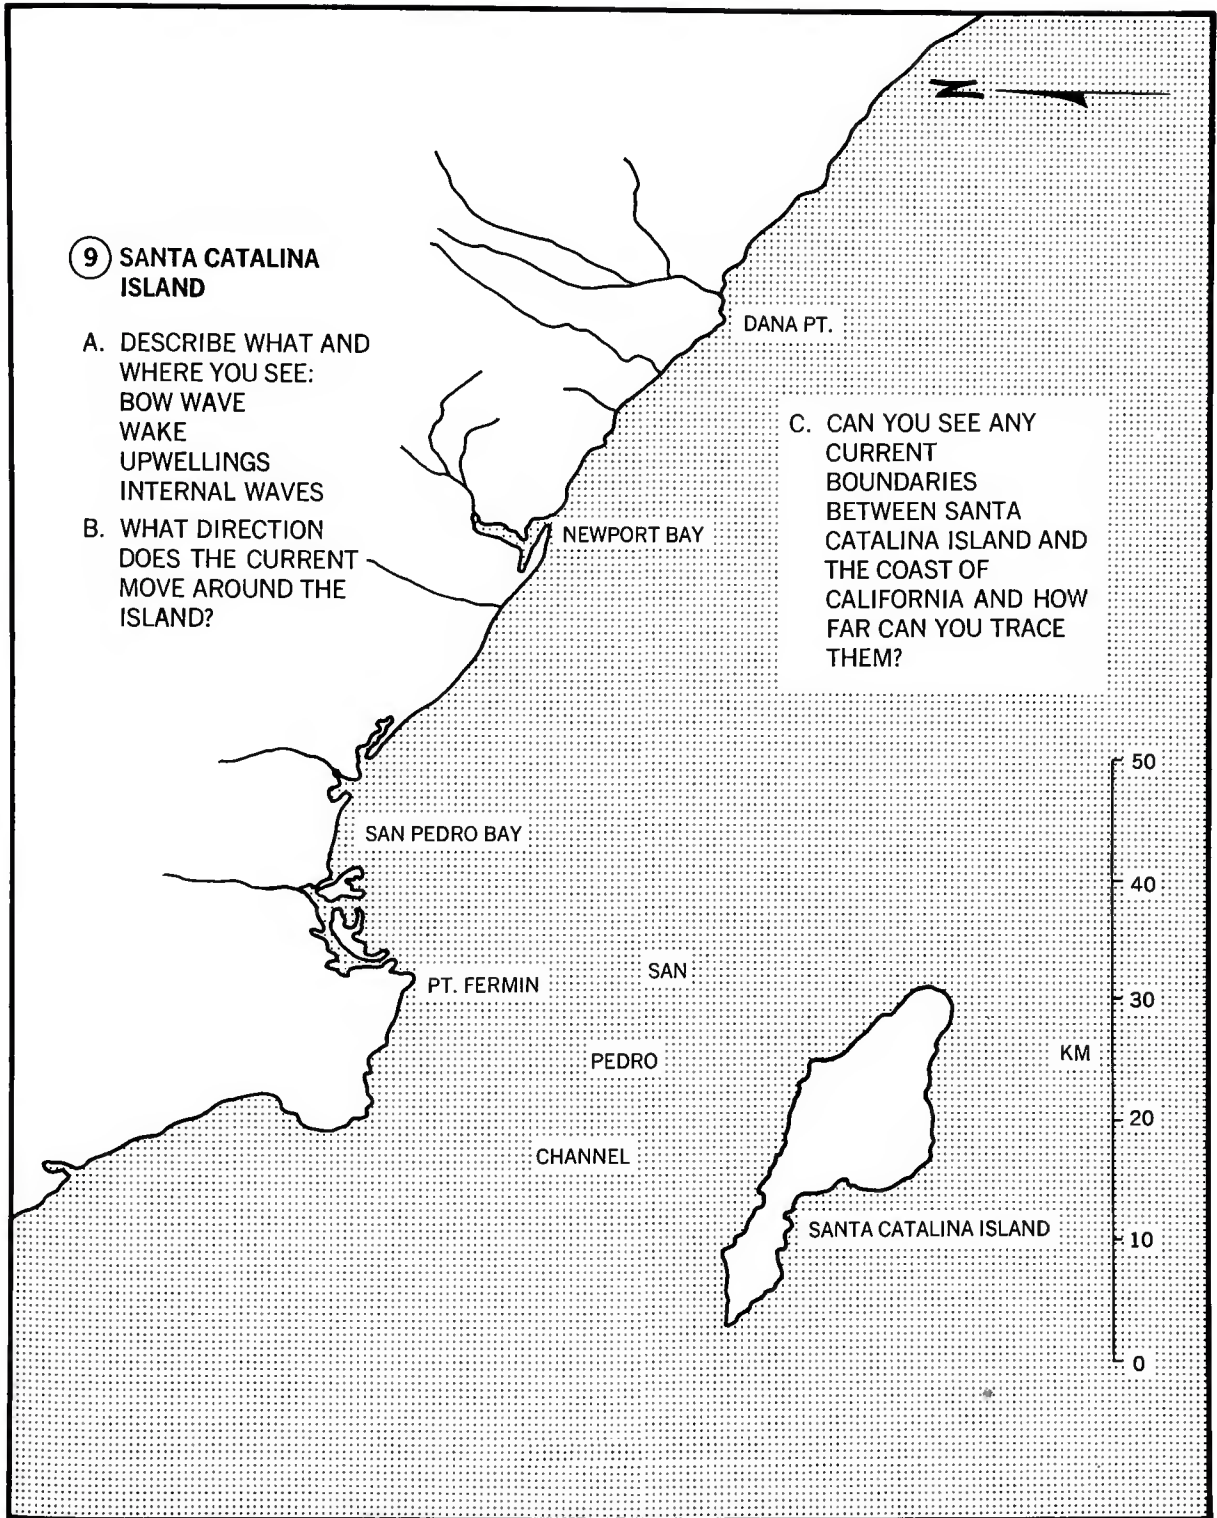 N
9 SANTA CATALINA
ISLAND
A. DESCRIBE WHAT AND
WHERE YOU SEE:
BOW WAVE
WAKE
UPWELLINGS
INTERNAL WAVES
B. WHAT DIRECTION
DOES THE CURRENT
MOVE AROUND THE
ISLAND?
DANA PT.
C. CAN YOU SEE ANY
CURRENT
BOUNDARIES
BETWEEN SANTA
CATALINA ISLAND AND
THE COAST OF
CALIFORNIA AND HOW
FAR CAN YOU TRACE
THEM?
NEWPORT BAY
SAN PEDRO BAY
PT. FERMIN
SAN
PEDRO
CHANNEL
SANTA CATALINA ISLAND
50
40
30
KM
20
10
0